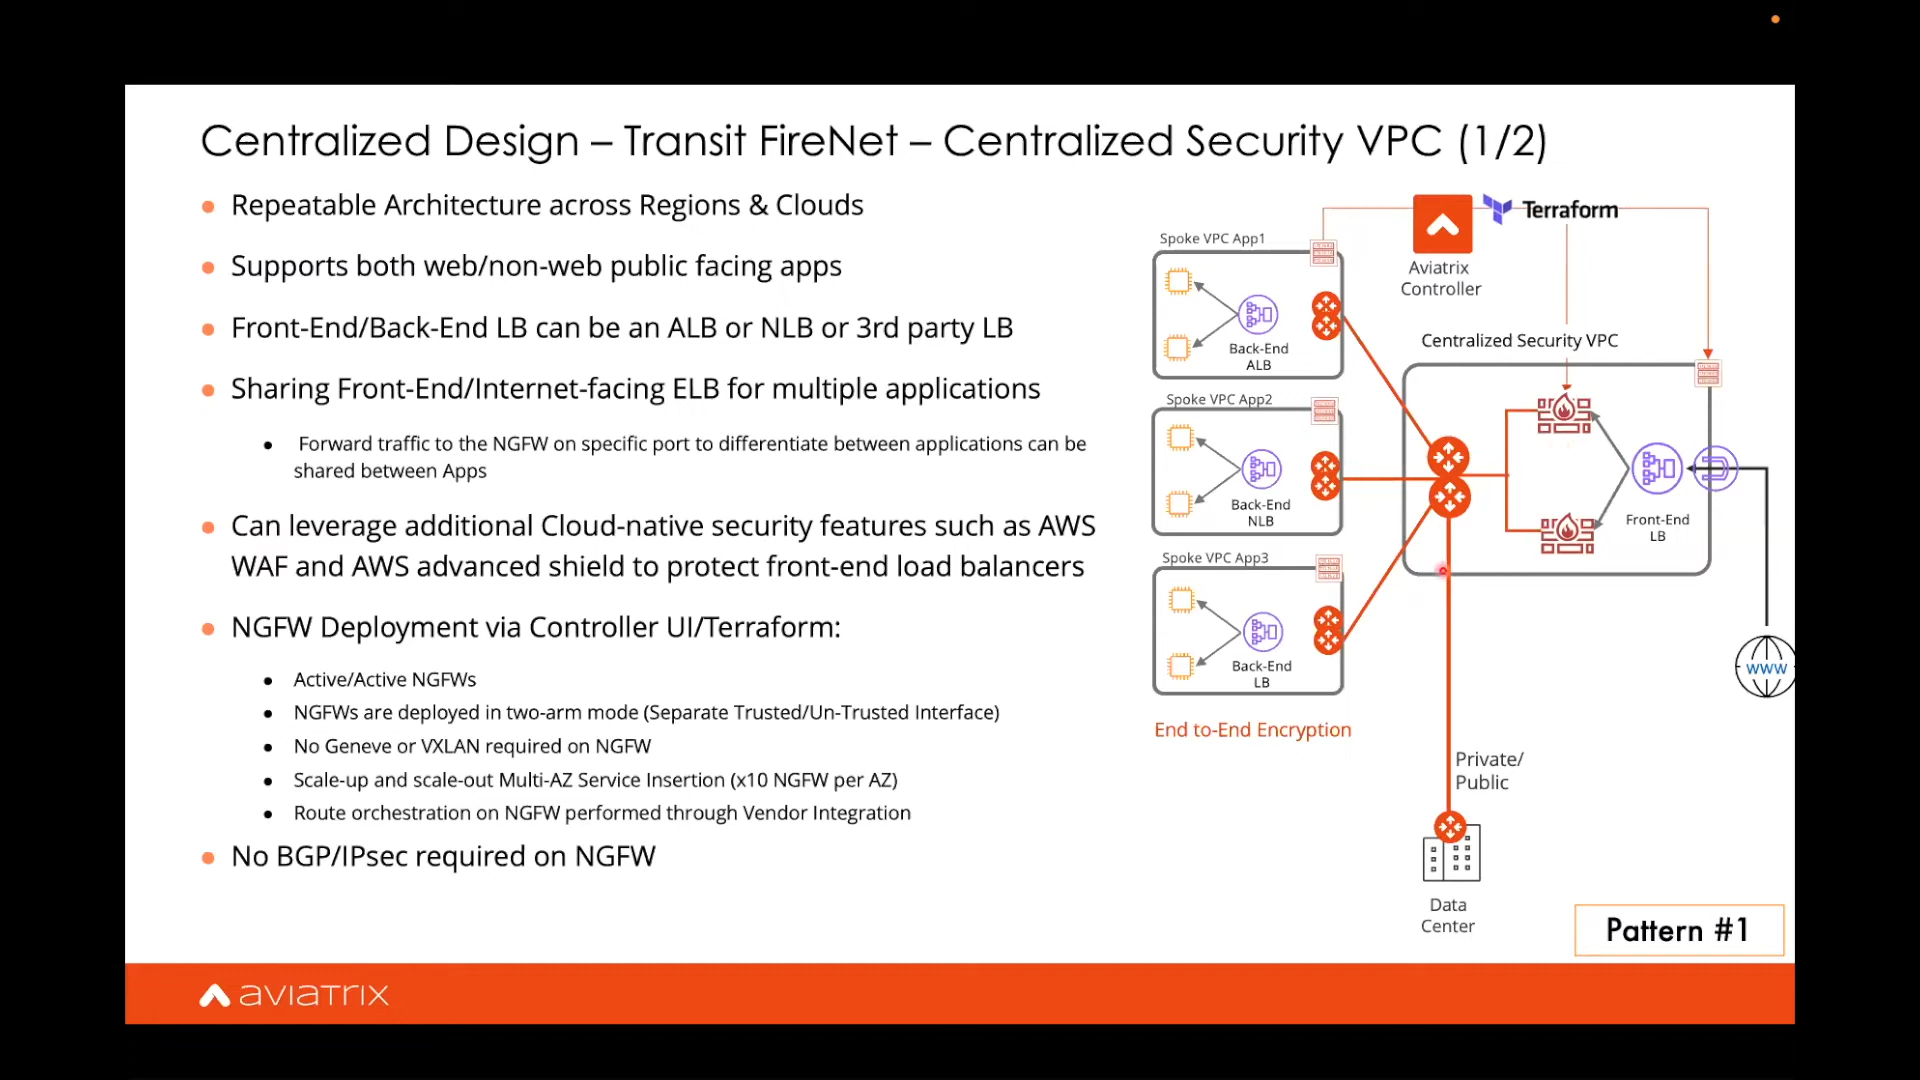 Centralized Design – Transit FireNet – Centralized Security VPC (1/2)
Repeatable Architecture across Regions & Clouds
Supports both web/non-web public facing apps
Front-End/Back-End LB can be an ALB or NLB or 3rd party LB
Sharing Front-End/Internet-facing ELB for multiple applications
Forward traffic to the NGFW on specific port to differentiate between applications can be
shared between Apps
Can leverage additional Cloud-native security features such as AWS
WAF and AWS advanced shield to protect front-end load balancers
NGFW Deployment via Controller UI/Terraform:
Active/Active NGFWs
NGFWs are deployed in two-arm mode (Separate Trusted/Un-Trusted Interface)
No Geneve or VXLAN required on NGFW
Scale-up and scale-out Multi-AZ Service Insertion (x10 NGFW per AZ)
Route orchestration on NGFW performed through Vendor Integration
No BGP/IPsec required on NGFW
Terraform
Aviatrix
Controller
Spoke VPC App1
Back-End
ALB
Spoke VPC App2
Back-End
NLB
Spoke VPC App3
Back-End
LB
End to-End Encryption
Centralized Security VPC
Front-End
LB
WWW
Private/
Public
Data
Center
Pattern #1
aviatrix